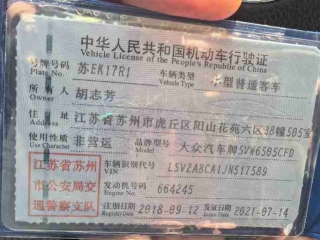 中华人民共和国机动车行驶证
Vehicle License of the People's Republic of China
号牌号码 苏EK17R1 车辆类型 小型普通客车
Plate No. Vehicle Type
所有人 胡志芳
Owner
住址 江苏省苏州市虎丘区阳山花苑六区38幢505室
Address
使用性质 非营运 品牌型号 大众汽车牌SVW6505CFD
Use Character Model
江苏省苏州 车辆识别代号 LSV2A8CA1JN517589
VIN
市公安局交 发动机号码 664245
Engine No.
通警察支队 注册日期 2018-09-12 发证日期 2021-07-14
Register Date Issue Date